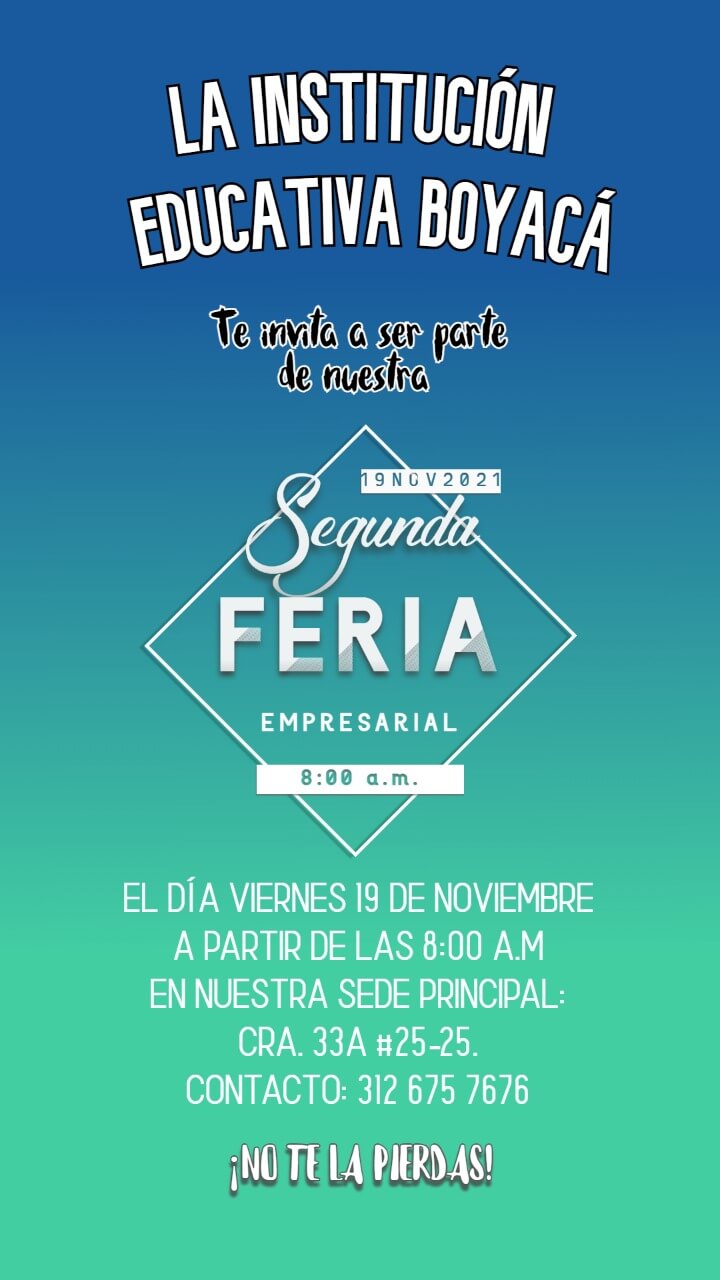 LA INSTITUCIÓN
EDUCATIVA BOYACÁ
Te invita a ser parte
de nuestra
19NOV2021
Segunda
FERIA
EMPRESARIAL
8:00 a.m.
EL DÍA VIERNES 19 DE NOVIEMBRE
A PARTIR DE LAS 8:00 A.M
EN NUESTRA SEDE PRINCIPAL:
CRA. 33A #25-25.
CONTACTO: 312 675 7676
¡NO TE LA PIERDAS!